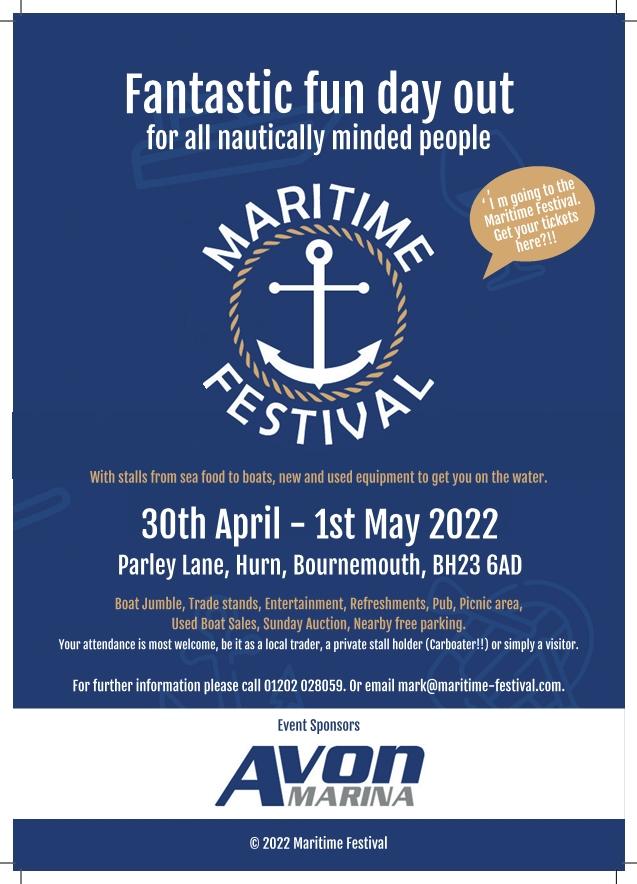 Fantastic fun day out
for all nautically minded people
‘ ’I m going to the
Maritime Festival.
Get your tickets
here?!!
MARITIME
FESTIVAL
With stalls from sea food to boats, new and used equipment to get you on the water.
30th April - 1st May 2022
Parley Lane, Hurn, Bournemouth, BH23 6AD
Boat Jumble, Trade stands, Entertainment, Refreshments, Pub, Picnic area,
Used Boat Sales, Sunday Auction, Nearby free parking.
Your attendance is most welcome, be it as a local trader, a private stall holder (Carboater!!) or simply a visitor.
For further information please call 01202 028059. Or email mark@maritime-festival.com.
Event Sponsors
AVON
MARINA
© 2022 Maritime Festival